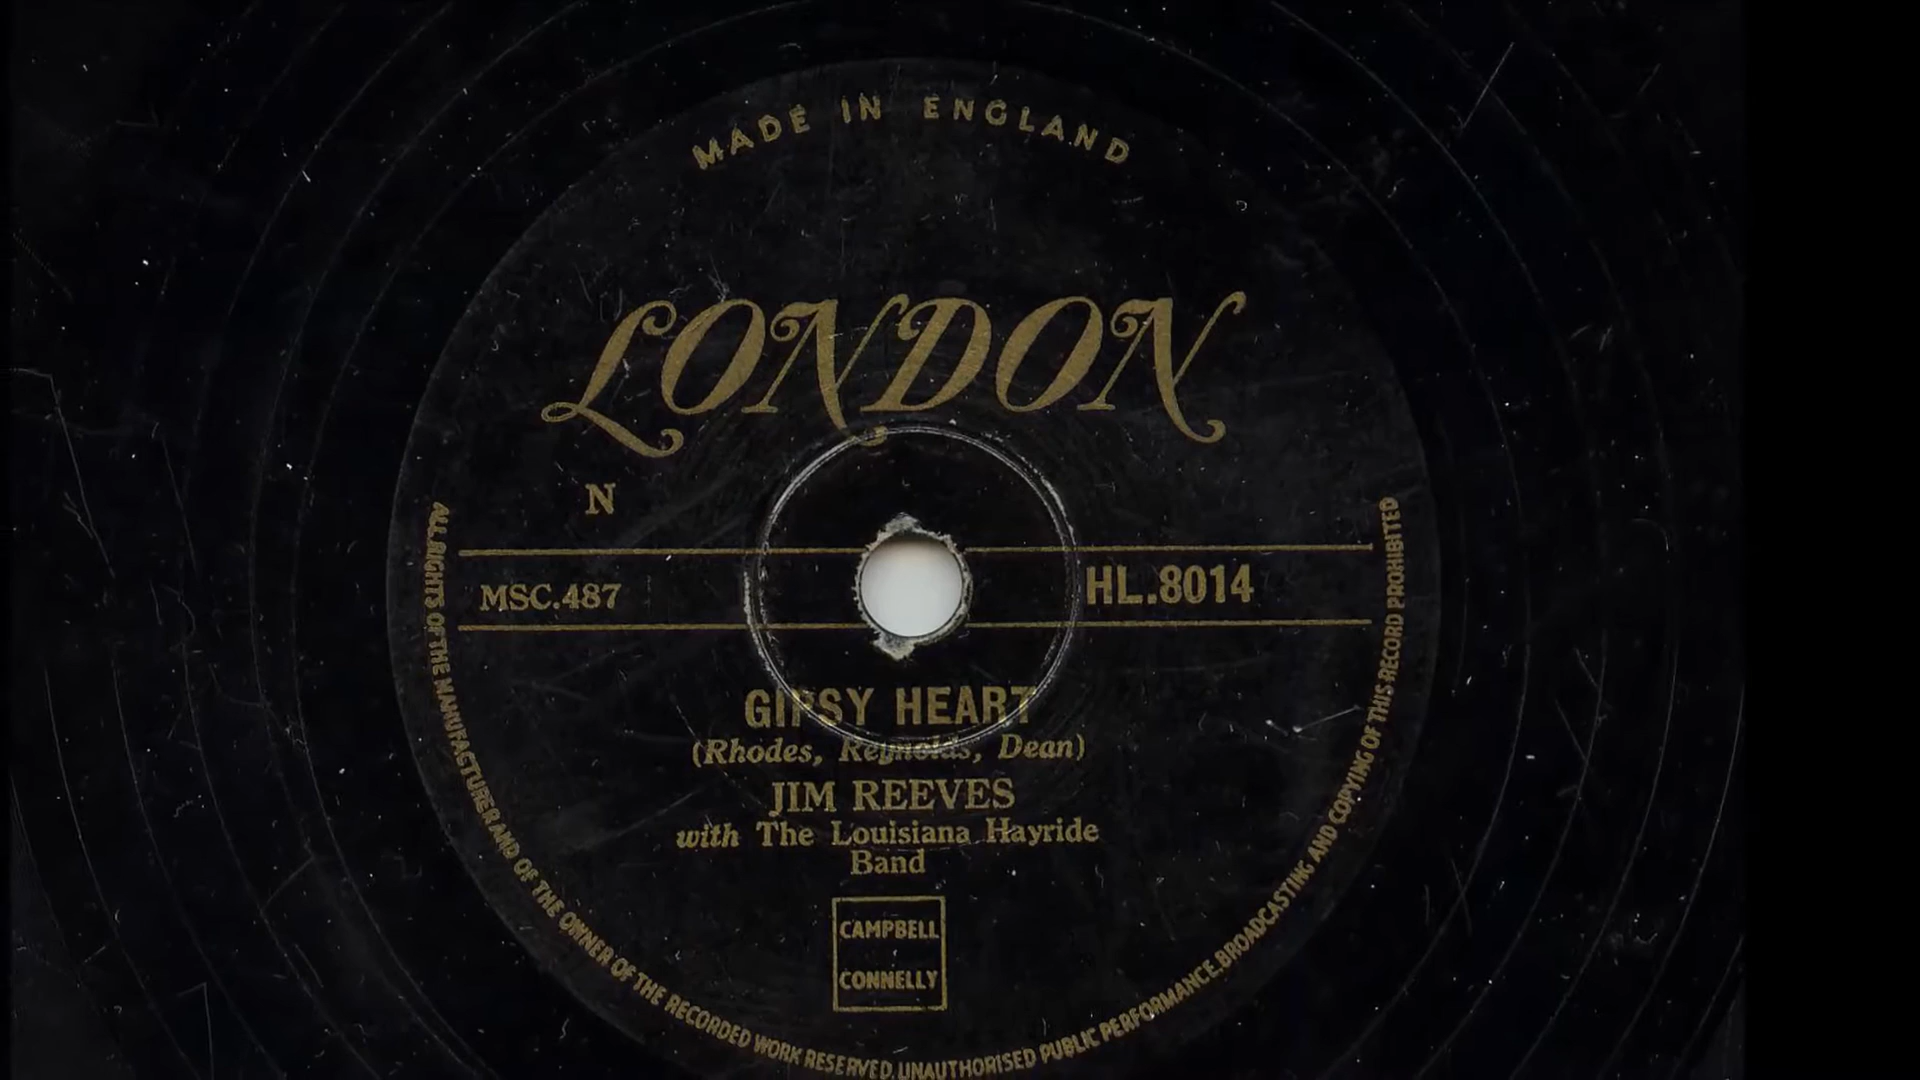 MADE IN ENGLAND
LONDON
N
MSC.487
HL.8014
GIPSY HEART
(Rhodes, Reynolds, Dean)
JIM REEVES
with The Louisiana Hayride
Band
CAMPBELL
CONNELLY
ALL RIGHTS OF THE MANUFACTURER AND OF THE OWNER OF THE RECORDED WORK RESERVED. UNAUTHORISED PUBLIC PERFORMANCE, BROADCASTING AND COPYING OF THIS RECORD PROHIBITED